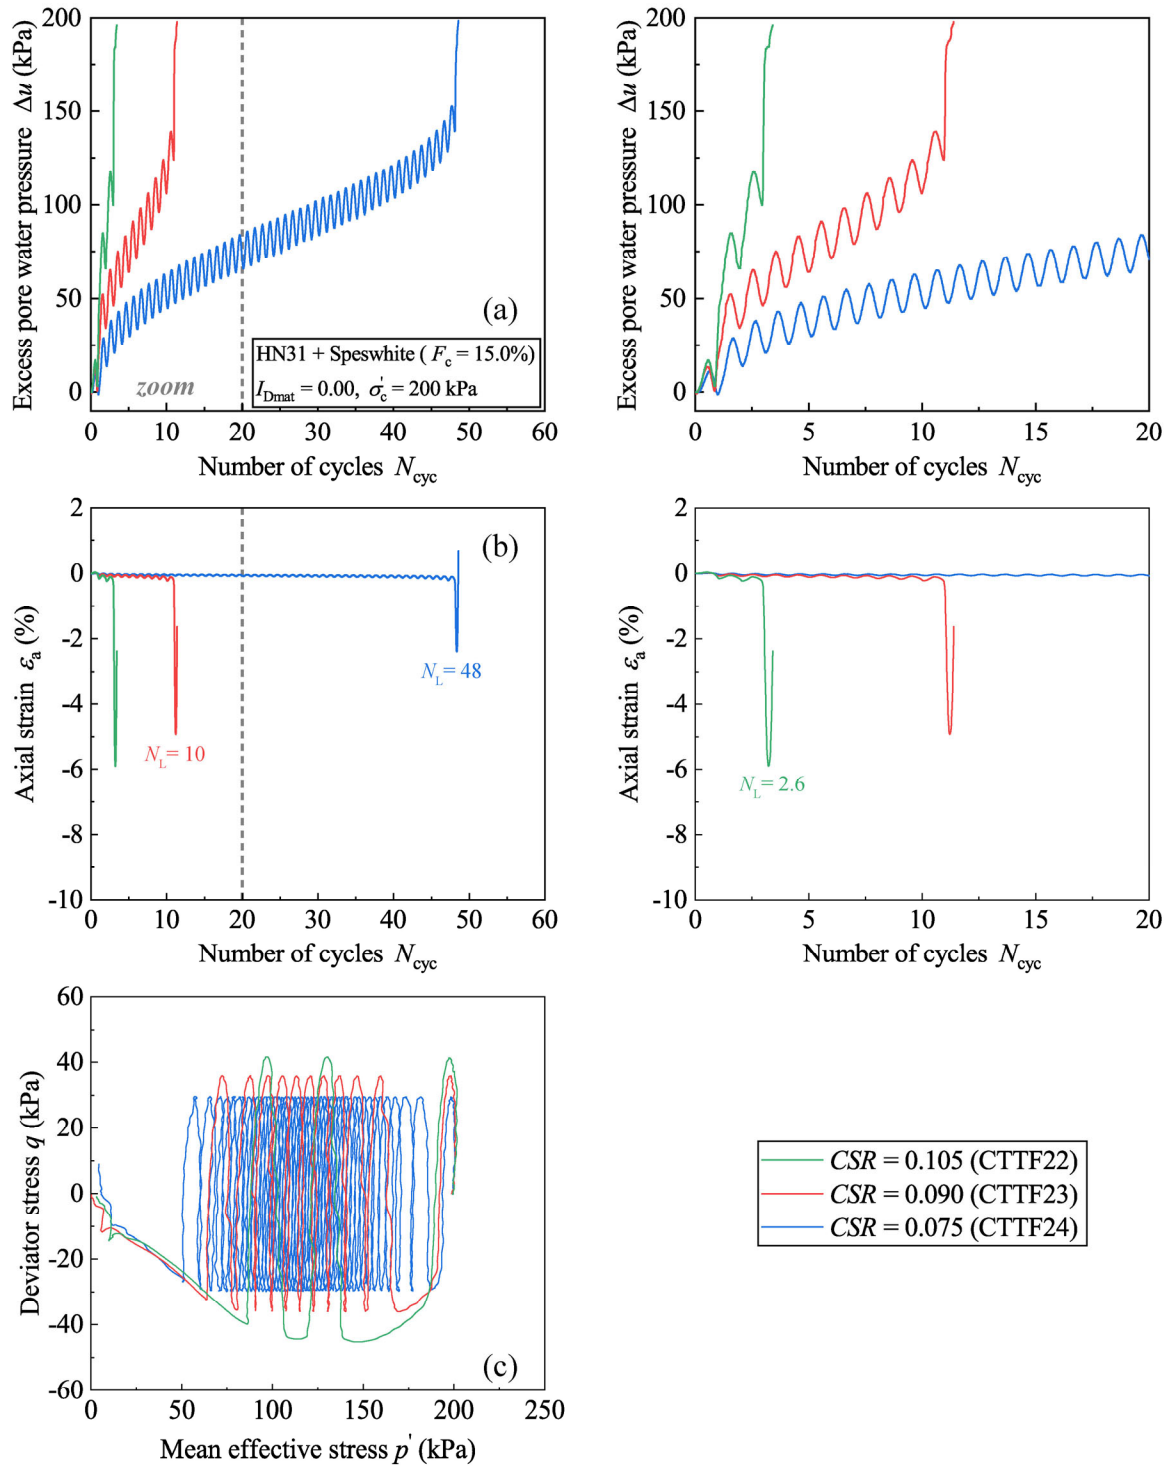 200
150
100
50
0
Excess pore water pressure Δu (kPa)
(a)
zoom
HN31 + Speswhite ( Fc = 15.0%)
IDmat = 0.00, σ'c = 200 kPa
0 10 20 30 40 50 60
Number of cycles Ncyc
200
150
100
50
0
Excess pore water pressure Δu (kPa)
0 5 10 15 20
Number of cycles Ncyc
2
0
-2
-4
-6
-8
-10
Axial strain εa (%)
(b)
NL= 48
NL= 10
0 10 20 30 40 50 60
Number of cycles Ncyc
2
0
-2
-4
-6
-8
-10
Axial strain εa (%)
NL= 2.6
0 5 10 15 20
Number of cycles Ncyc
60
40
20
0
-20
-40
-60
Deviator stress q (kPa)
(c)
0 50 100 150 200 250
Mean effective stress p' (kPa)
CSR = 0.105 (CTTF22)
CSR = 0.090 (CTTF23)
CSR = 0.075 (CTTF24)